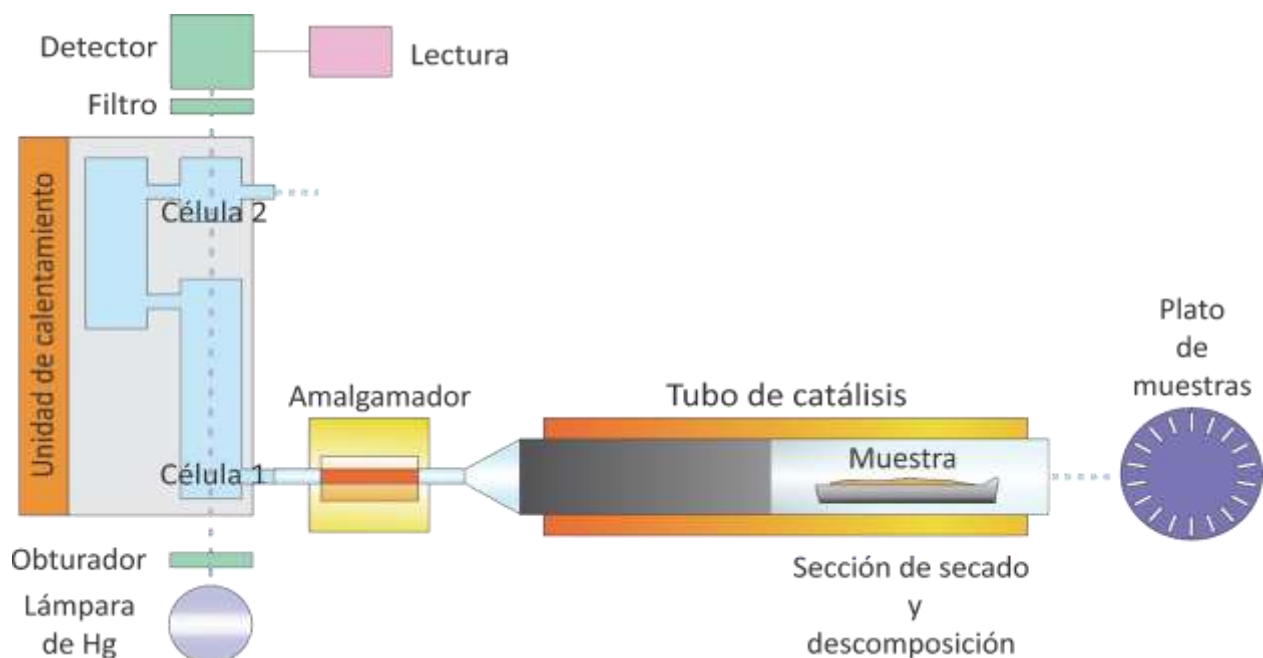 Detector
Lectura
Filtro
Unidad de calentamiento
Célula 2
Célula 1
Amalgamador
Tubo de catálisis
Muestra
Plato
de
muestras
Obturador
Lámpara
de Hg
Sección de secado
y
descomposición